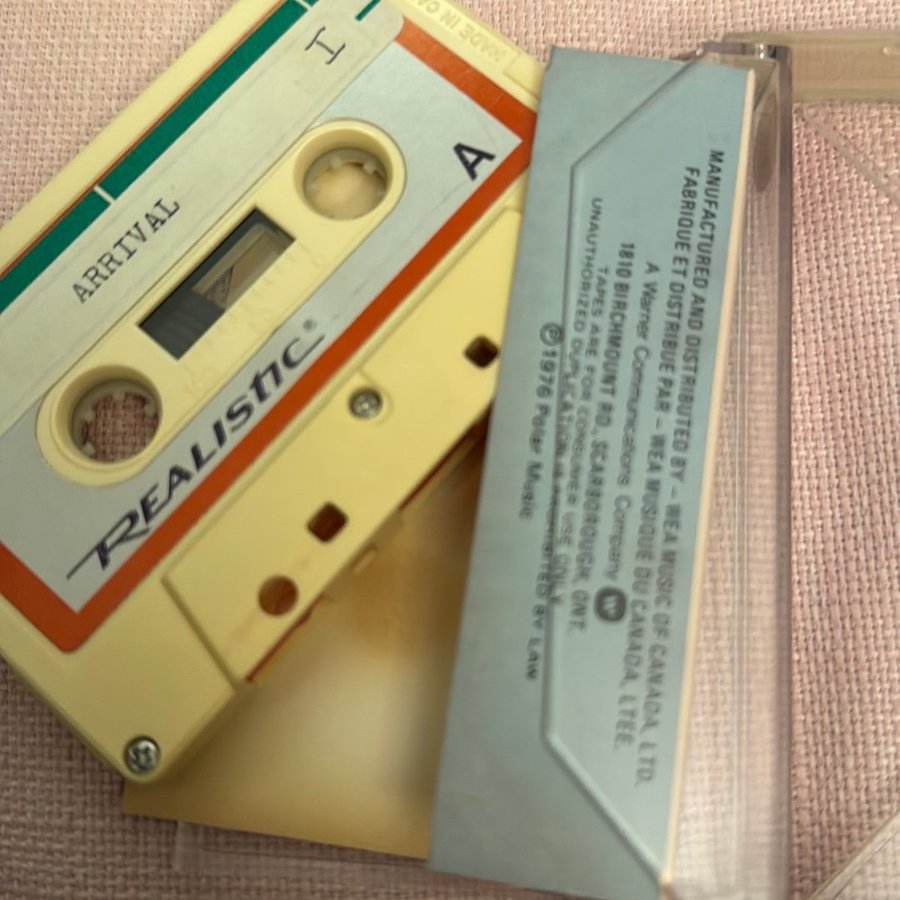 MADE IN
I
A
ARRIVAL
REALISTIC®
MANUFACTURED AND DISTRIBUTED BY – WEA MUSIC OF CANADA, LTD.
FABRIQUE ET DISTRIBUE PAR – WEA MUSIQUE DU CANADA, LTEE.
A Warner Communications Company
1810 BIRCHMOUNT RD, SCARBOROUGH, ONT.
TAPES ARE FOR CONSUMER USE ONLY.
UNAUTHORIZED DUPLICATION IS PROHIBITED BY LAW
℗ 1976 Polar Music